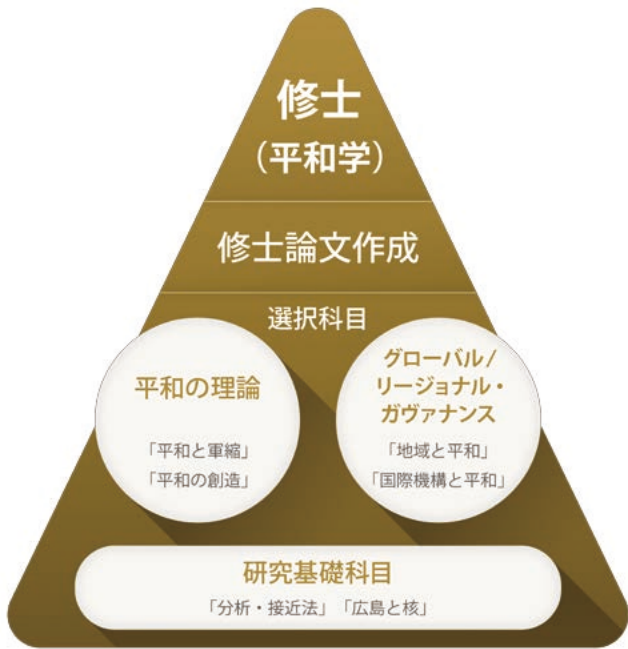 修士
（平和学）
修士論文作成
選択科目
平和の理論
「平和と軍縮」
「平和の創造」
グローバル/
リージョナル・
ガヴァナンス
「地域と平和」
「国際機構と平和」
研究基礎科目
「分析・接近法」「広島と核」